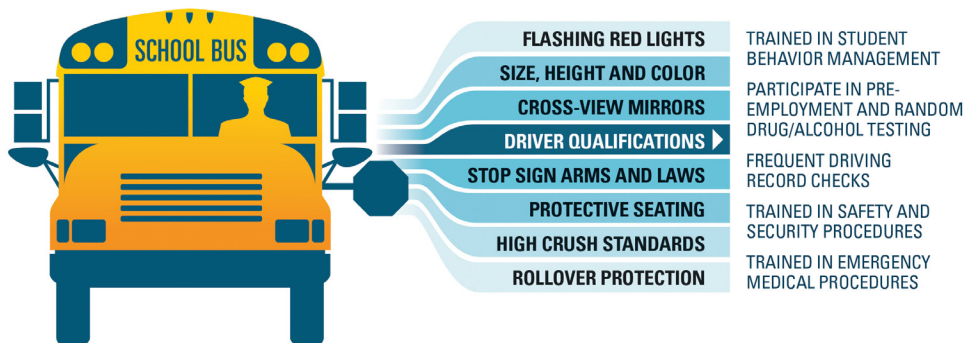 SCHOOL BUS
FLASHING RED LIGHTS
SIZE, HEIGHT AND COLOR
CROSS-VIEW MIRRORS
DRIVER QUALIFICATIONS
STOP SIGN ARMS AND LAWS
PROTECTIVE SEATING
HIGH CRUSH STANDARDS
ROLLOVER PROTECTION
TRAINED IN STUDENT
BEHAVIOR MANAGEMENT
PARTICIPATE IN PRE-
EMPLOYMENT AND RANDOM
DRUG/ALCOHOL TESTING
FREQUENT DRIVING
RECORD CHECKS
TRAINED IN SAFETY AND
SECURITY PROCEDURES
TRAINED IN EMERGENCY
MEDICAL PROCEDURES